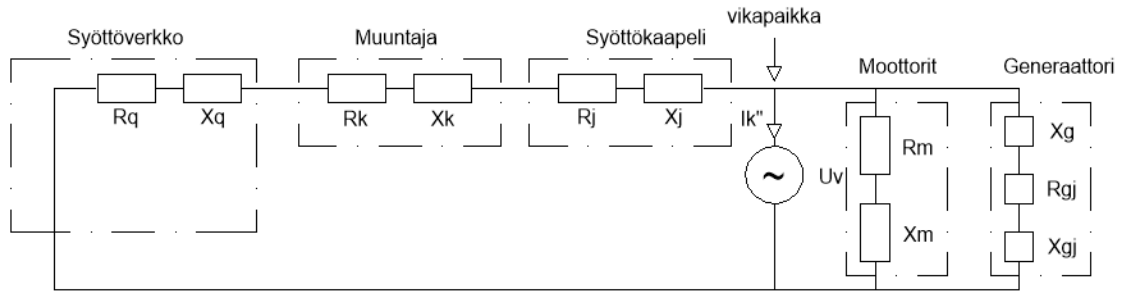 vikapaikka
Syöttöverkko Muuntaja Syöttökaapeli
Moottorit Generaattori
Rq Xq Rk Xk Rj Xj Ik"
Uv
Rm
Xm
Xg
Rgj
Xgj
~